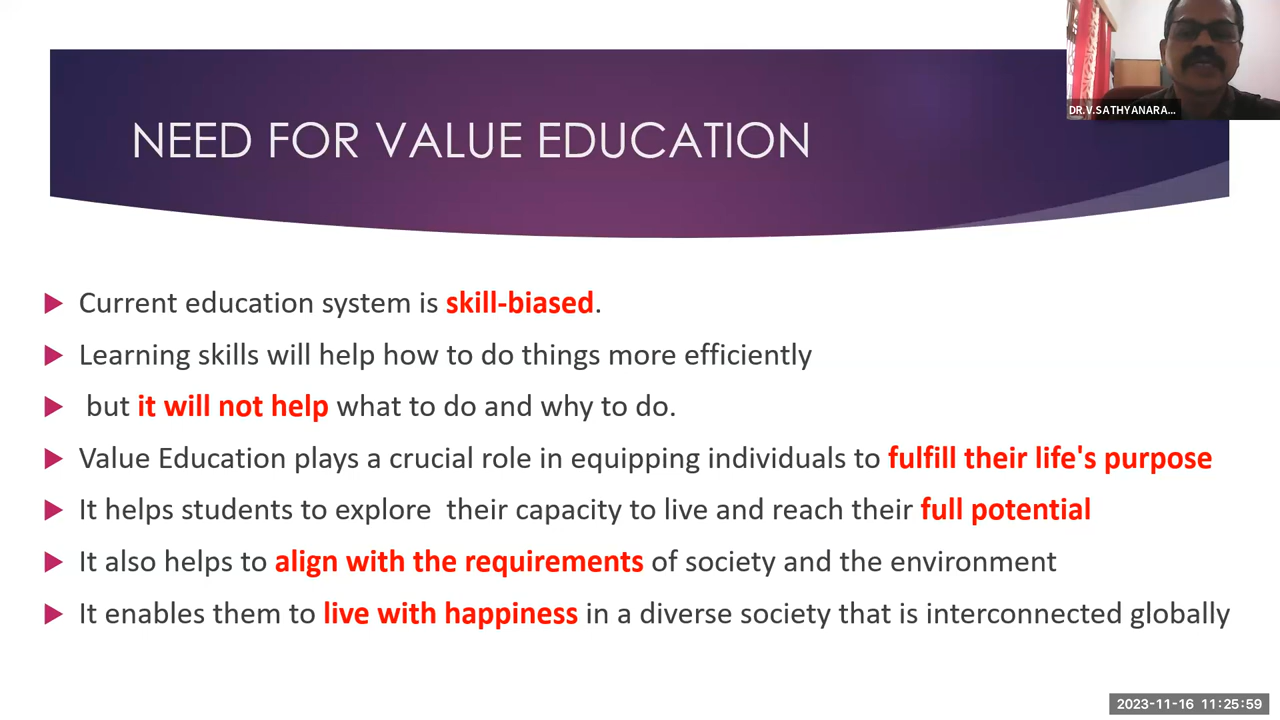 DR.V.SATHYANARA...
NEED FOR VALUE EDUCATION
Current education system is skill-biased.
Learning skills will help how to do things more efficiently
but it will not help what to do and why to do.
Value Education plays a crucial role in equipping individuals to fulfill their life's purpose
It helps students to explore  their capacity to live and reach their full potential
It also helps to align with the requirements of society and the environment
It enables them to live with happiness in a diverse society that is interconnected globally
2023-11-16 11:25:59